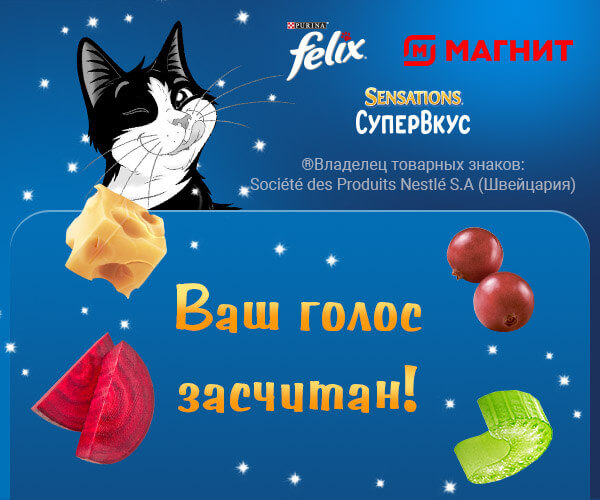 PURINA
felix
М МАГНИТ
SENSATIONS®
СУПЕРВКУС
®Владелец товарных знаков:
Société des Produits Nestlé S.A (Швейцария)
Ваш голос
засчитан!